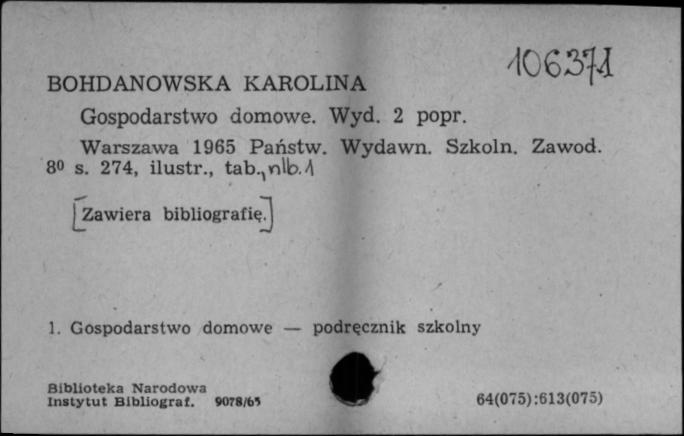 106371
BOHDANOWSKA KAROLINA
Gospodarstwo domowe. Wyd. 2 popr.
Warszawa 1965 Państw. Wydawn. Szkoln. Zawod.
8⁰ s. 274, ilustr., tab., nlb. 1
[Zawiera bibliografię.]
1. Gospodarstwo domowe — podręcznik szkolny
Biblioteka Narodowa
Instytut Bibliograf. 9078/65
64(075):613(075)